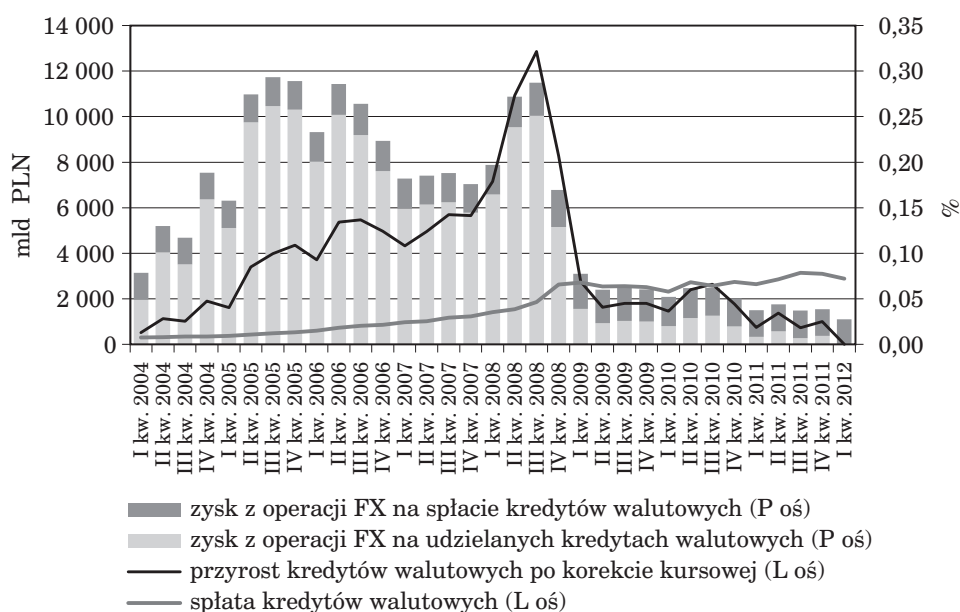 14 000
12 000
10 000
8 000
6 000
4 000
2 000
0
mld PLN
0,35
0,30
0,25
0,20
0,15
0,10
0,05
0,00
%
I kw. 2004
II kw. 2004
III kw. 2004
IV kw. 2004
I kw. 2005
II kw. 2005
III kw. 2005
IV kw. 2005
I kw. 2006
II kw. 2006
III kw. 2006
IV kw. 2006
I kw. 2007
II kw. 2007
III kw. 2007
IV kw. 2007
I kw. 2008
II kw. 2008
III kw. 2008
IV kw. 2008
I kw. 2009
II kw. 2009
III kw. 2009
IV kw. 2009
I kw. 2010
II kw. 2010
III kw. 2010
IV kw. 2010
I kw. 2011
II kw. 2011
III kw. 2011
IV kw. 2011
I kw. 2012
zysk z operacji FX na spłacie kredytów walutowych (P oś)
zysk z operacji FX na udzielanych kredytach walutowych (P oś)
przyrost kredytów walutowych po korekcie kursowej (L oś)
spłata kredytów walutowych (L oś)